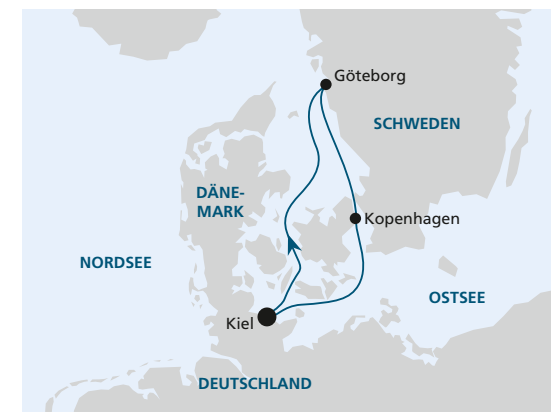 Göteborg
SCHWEDEN
DÄNE-
MARK
Kopenhagen
NORDSEE
OSTSEE
Kiel
DEUTSCHLAND